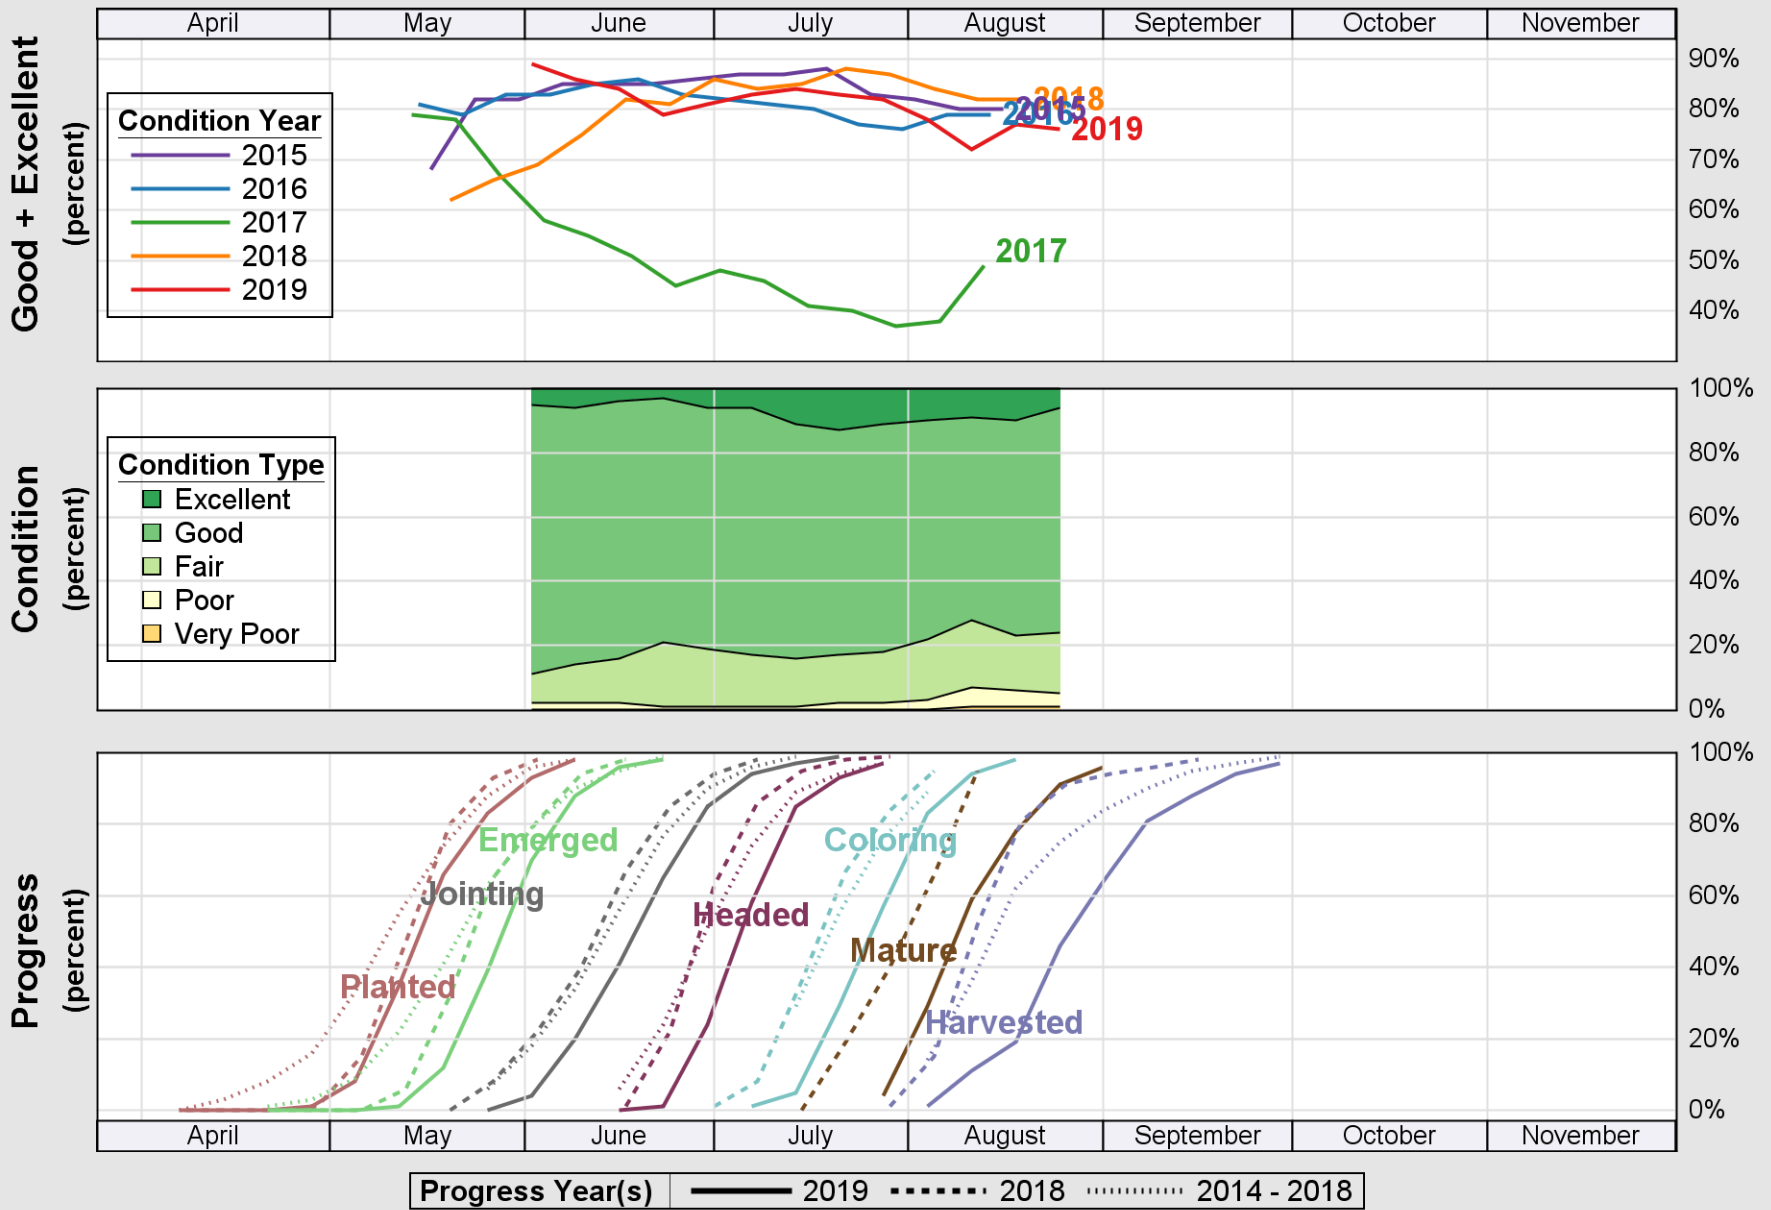 April May June July August September October November
Good + Excellent
(percent)
90%
80%
70%
60%
50%
40%
Condition Year
2015
2016
2017
2018
2019
2018
2015
2016
2019
2017
Condition
(percent)
100%
80%
60%
40%
20%
0%
Condition Type
Excellent
Good
Fair
Poor
Very Poor
Progress
(percent)
100%
80%
60%
40%
20%
0%
Emerged
Coloring
Jointing
Headed
Mature
Planted
Harvested
April May June July August September October November
Progress Year(s) 2019 2018 2014 - 2018